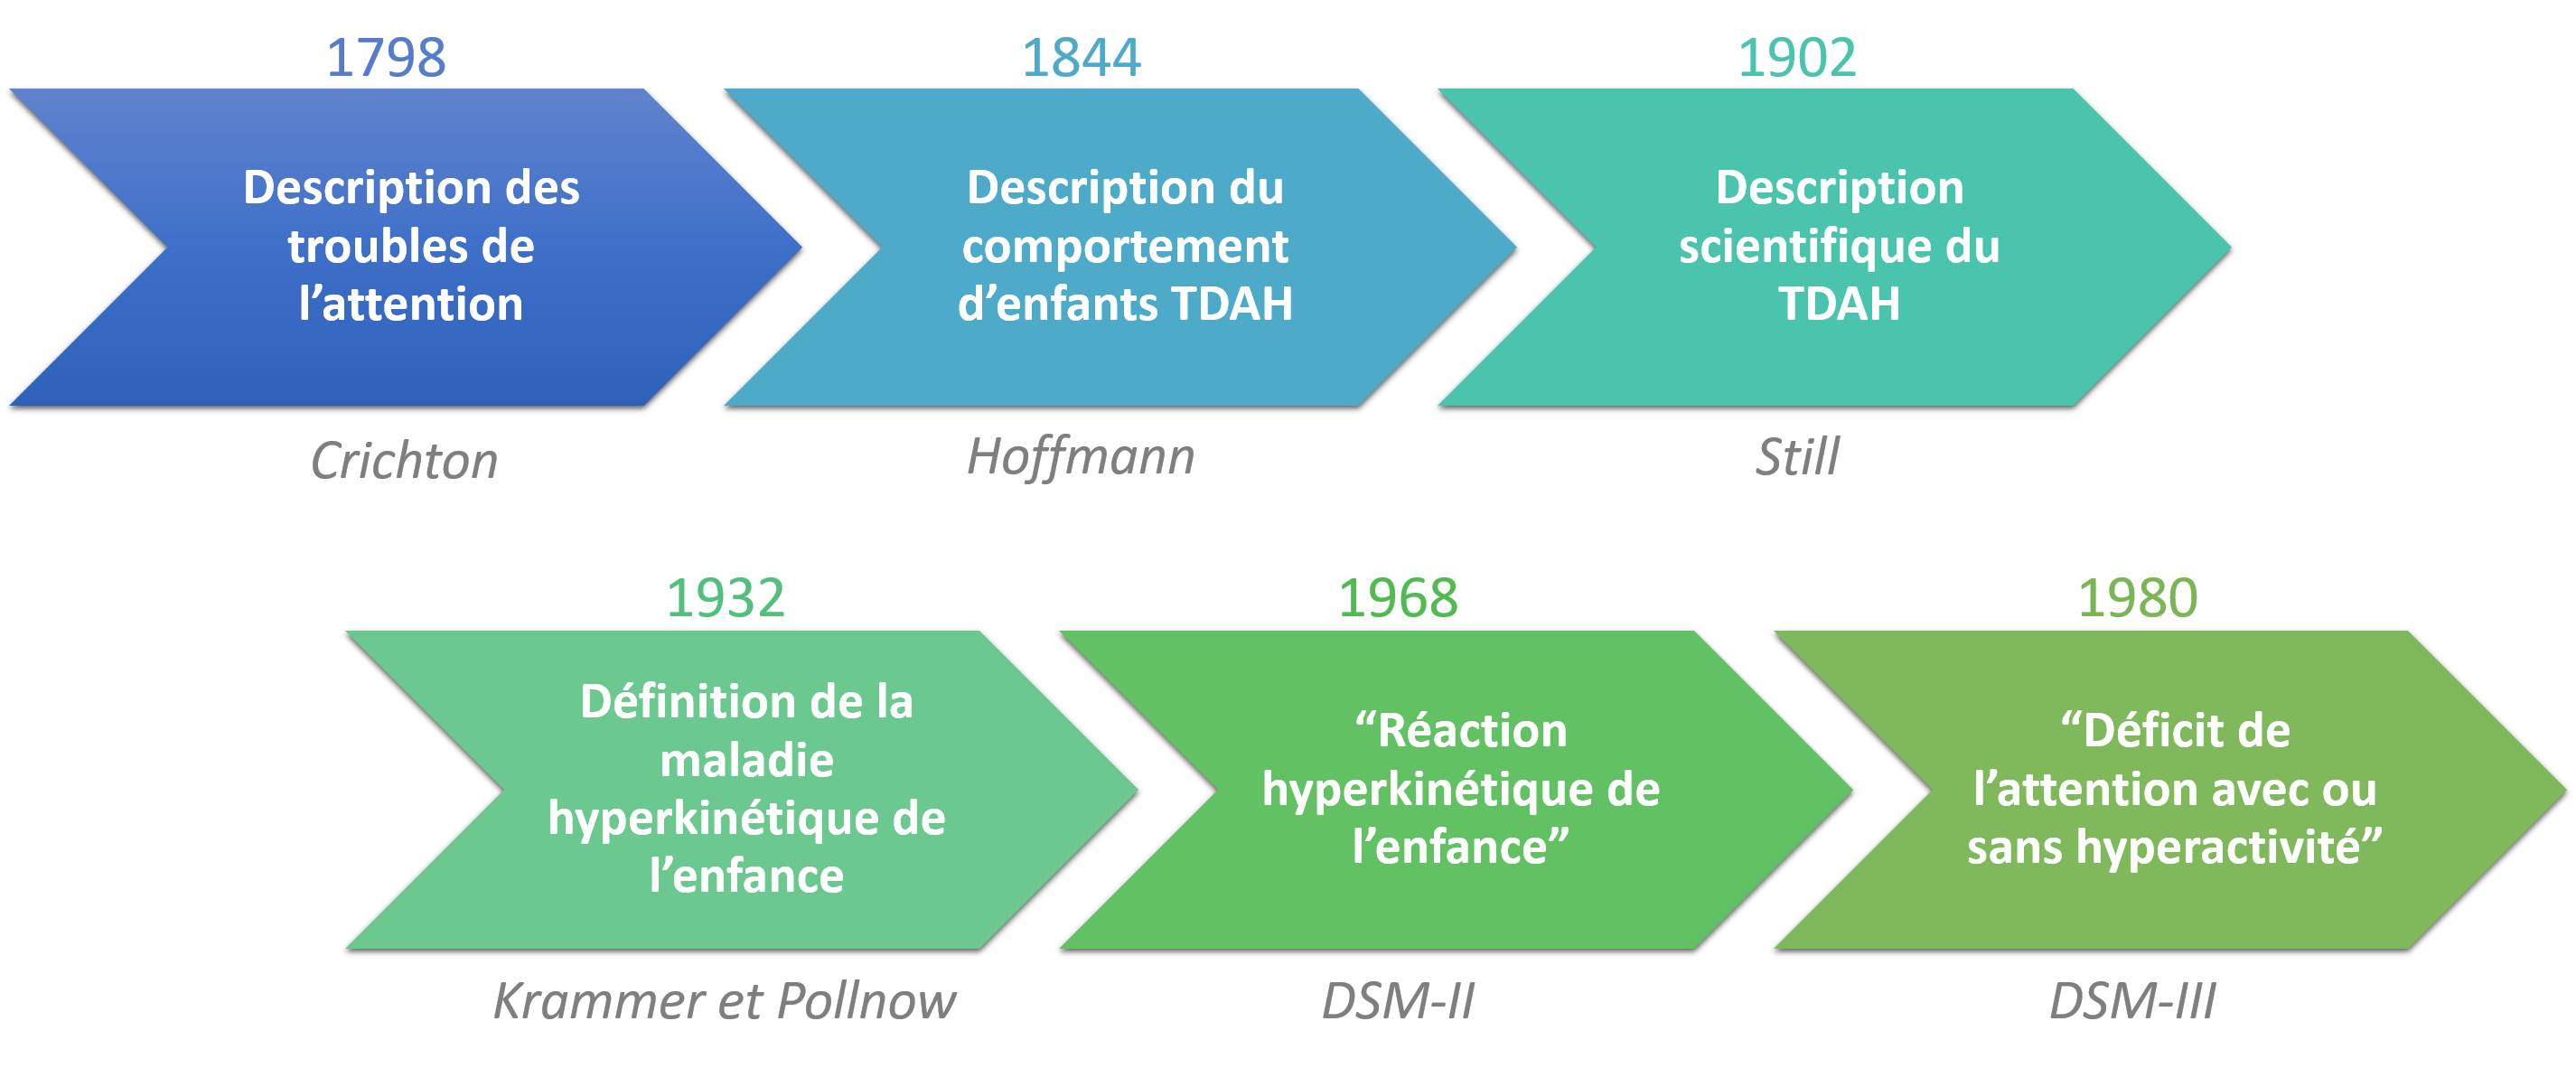 1798
Description des
troubles de
l’attention
Crichton
1844
Description du
comportement
d’enfants TDAH
Hoffmann
1902
Description
scientifique du
TDAH
Still
1932
Définition de la
maladie
hyperkinétique de
l’enfance
Krammer et Pollnow
1968
“Réaction
hyperkinétique de
l’enfance”
DSM-II
1980
“Déficit de
l’attention avec ou
sans hyperactivité”
DSM-III